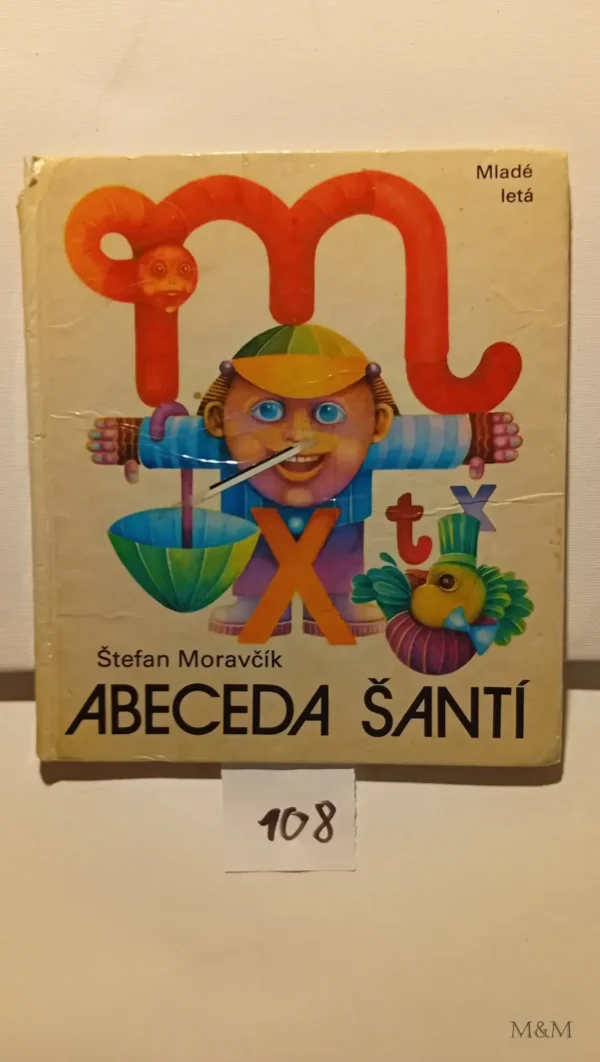 Mladé
letá
m
t x
x
Štefan Moravčík
ABECEDA ŠANTÍ
108
M&M